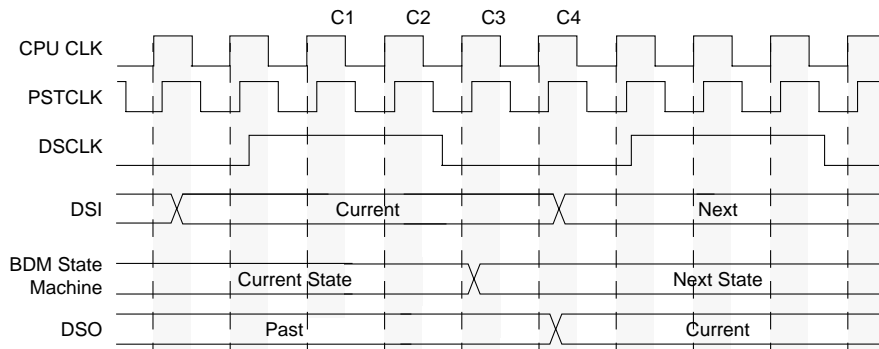 C1 C2 C3 C4
CPU CLK
PSTCLK
DSCLK
DSI Current Next
BDM State
Machine Current State Next State
DSO Past Current